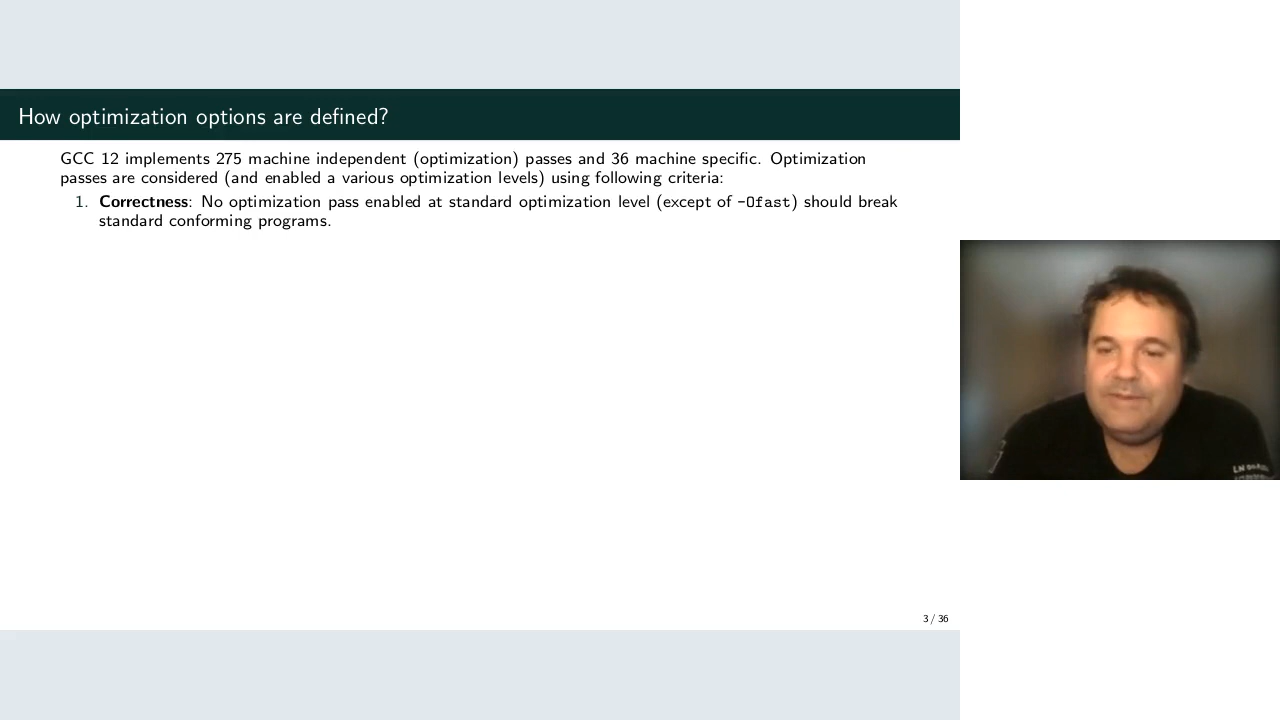 How optimization options are defined?
GCC 12 implements 275 machine independent (optimization) passes and 36 machine specific. Optimization
passes are considered (and enabled a various optimization levels) using following criteria:
1. Correctness: No optimization pass enabled at standard optimization level (except of -Ofast) should break
standard conforming programs.
3 / 36